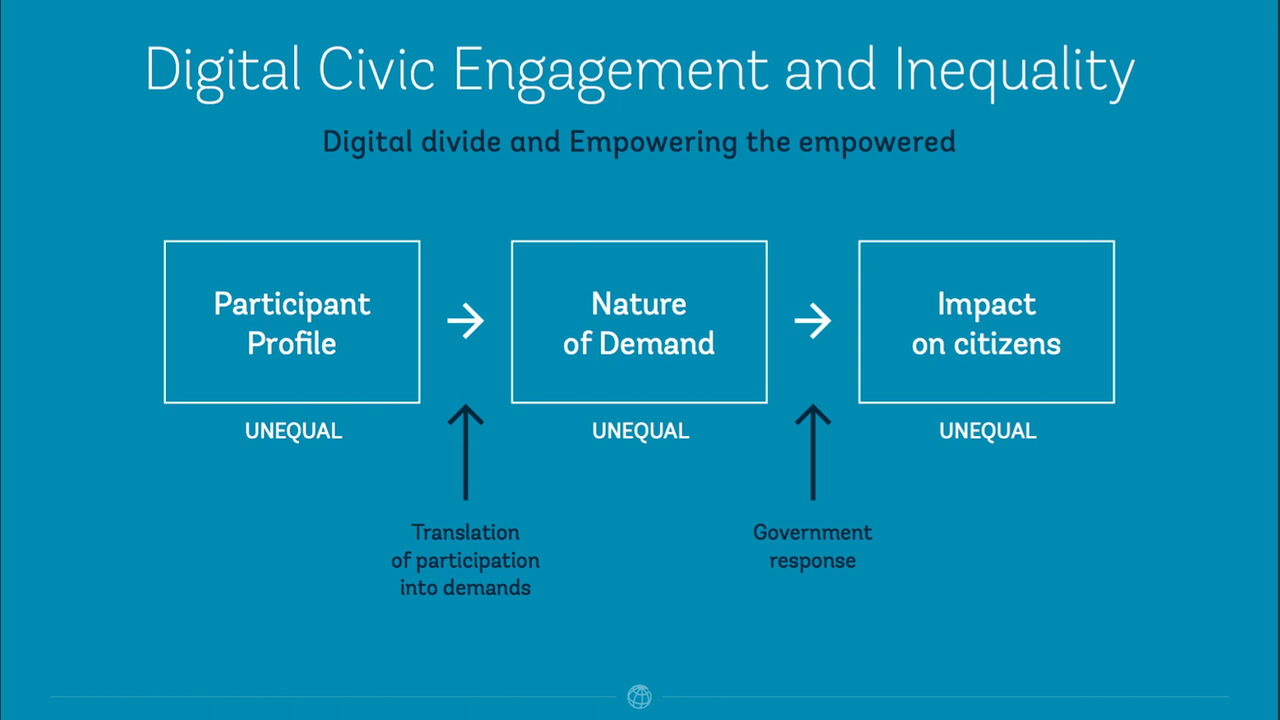 Digital Civic Engagement and Inequality
Digital divide and Empowering the empowered
Participant
Profile
UNEQUAL
Nature
of Demand
UNEQUAL
Impact
on citizens
UNEQUAL
Translation
of participation
into demands
Government
response